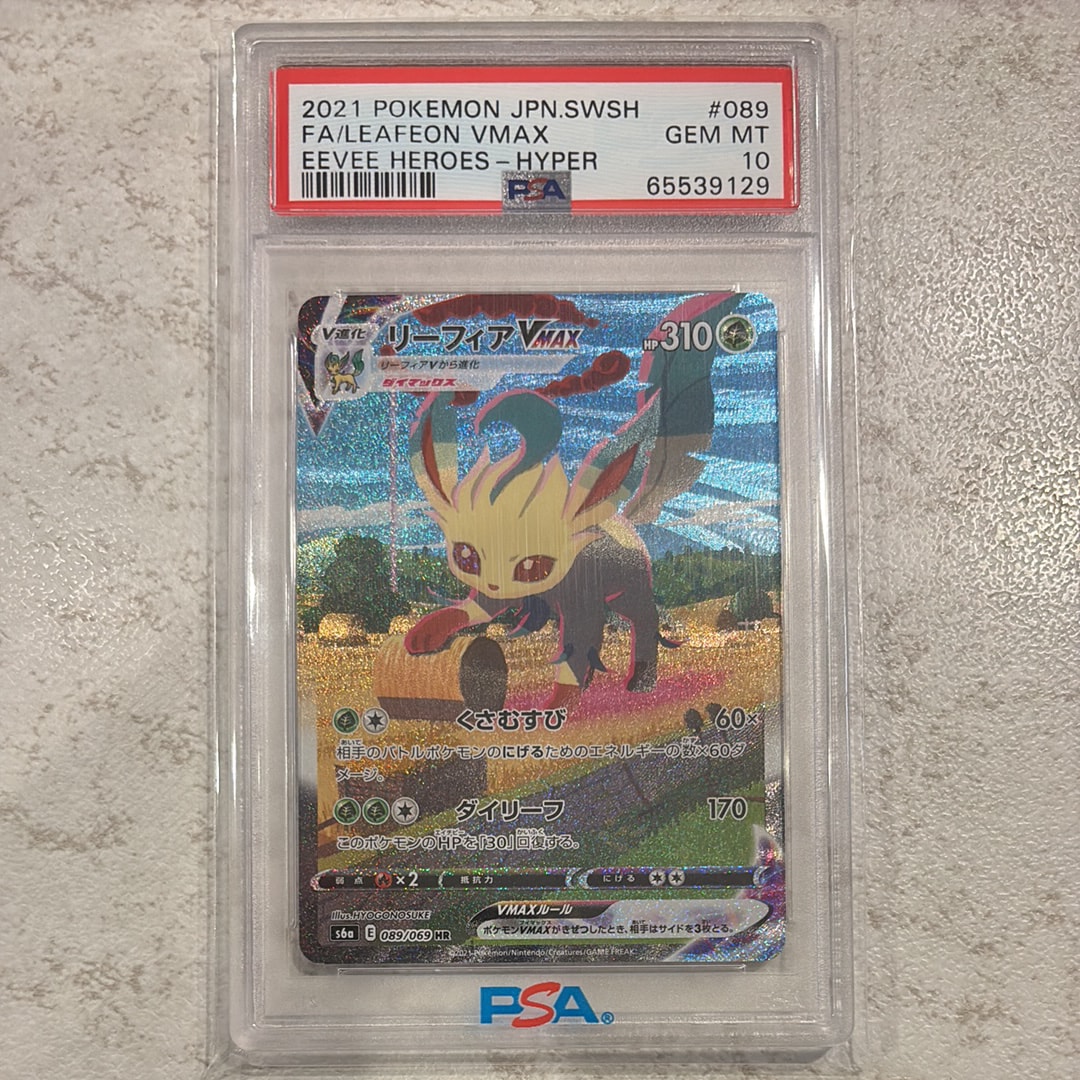 2021 POKEMON JPN.SWSH #089
FA/LEAFEON VMAX GEM MT
EEVEE HEROES-HYPER 10
PSA 65539129
V進化 リーフィアVMAX HP310
リーフィアVから進化
ダイマックス
くさむすび 60×
相手のバトルポケモンのにげるためのエネルギーの数×60ダ
メージ。
ダイリーフ 170
このポケモンのHPを「30」回復する。
弱点 ×2 抵抗力 にげる
Illus.HYOGONOSUKE
VMAXルール
s6a E 089/069 HR
ポケモンVMAXがきぜつしたとき、相手はサイドを3枚とる。
©2021 Pokémon/Nintendo/Creatures/GAME FREAK
PSA®